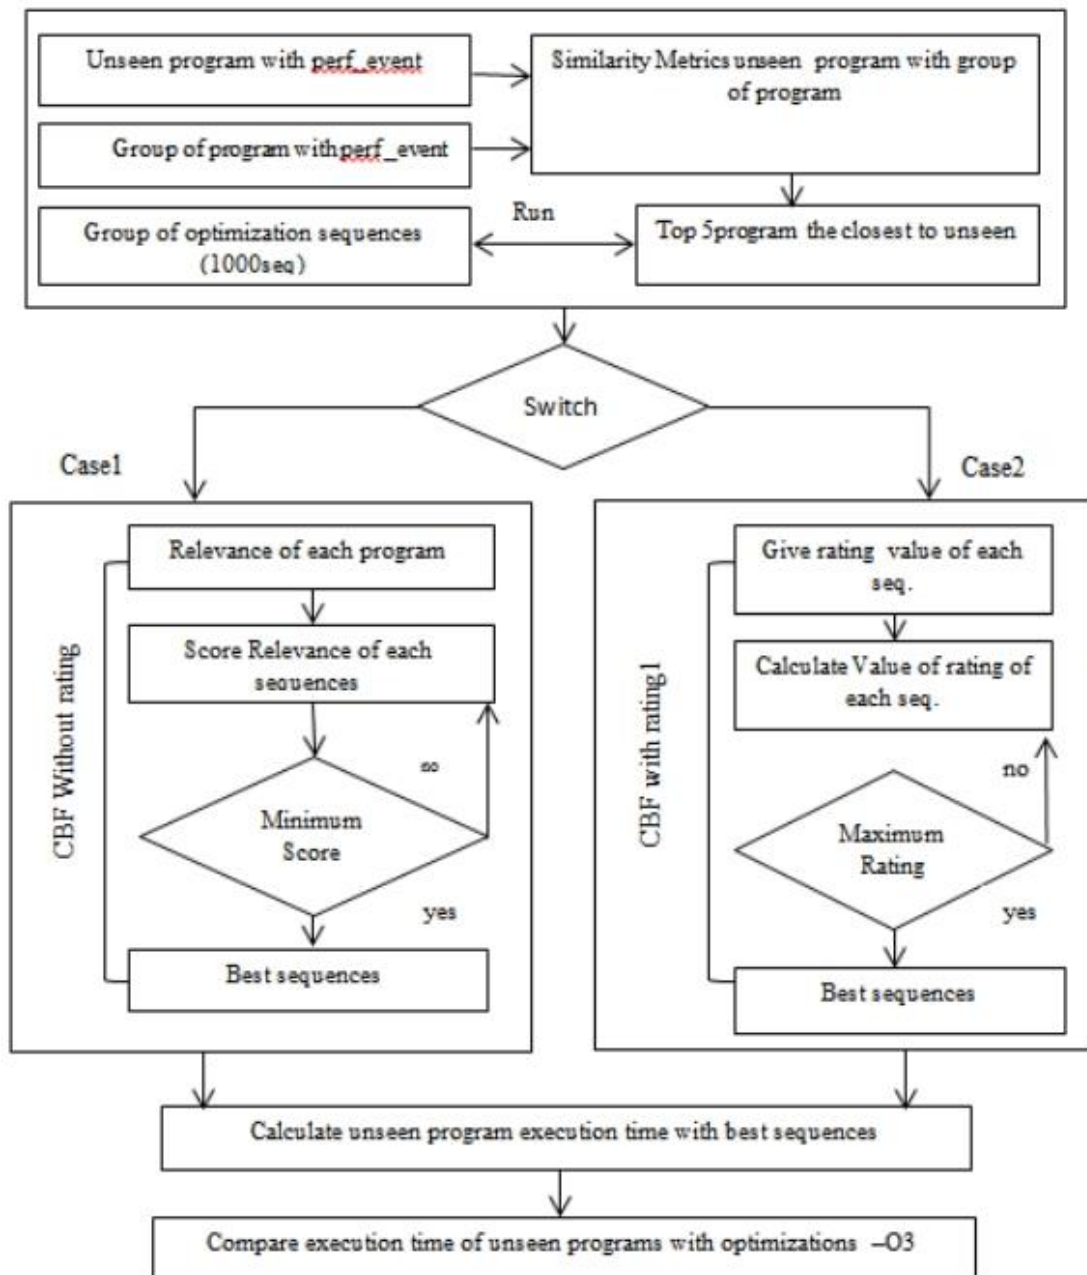 Unseen program with perf_event
Similarity Metrics unseen program with group
of program
Group of program with perf_event
Group of optimization sequences
(1000seq)
Run
Top 5program the closest to unseen
Switch
Case1
Case2
CBF Without rating
Relevance of each program
Score Relevance of each
sequences
no
Minimum
Score
yes
Best sequences
CBF with rating1
Give rating value of each
seq.
Calculate Value of rating of
each seq.
no
Maximum
Rating
yes
Best sequences
Calculate unseen program execution time with best sequences
Compare execution time of unseen programs with optimizations –O3